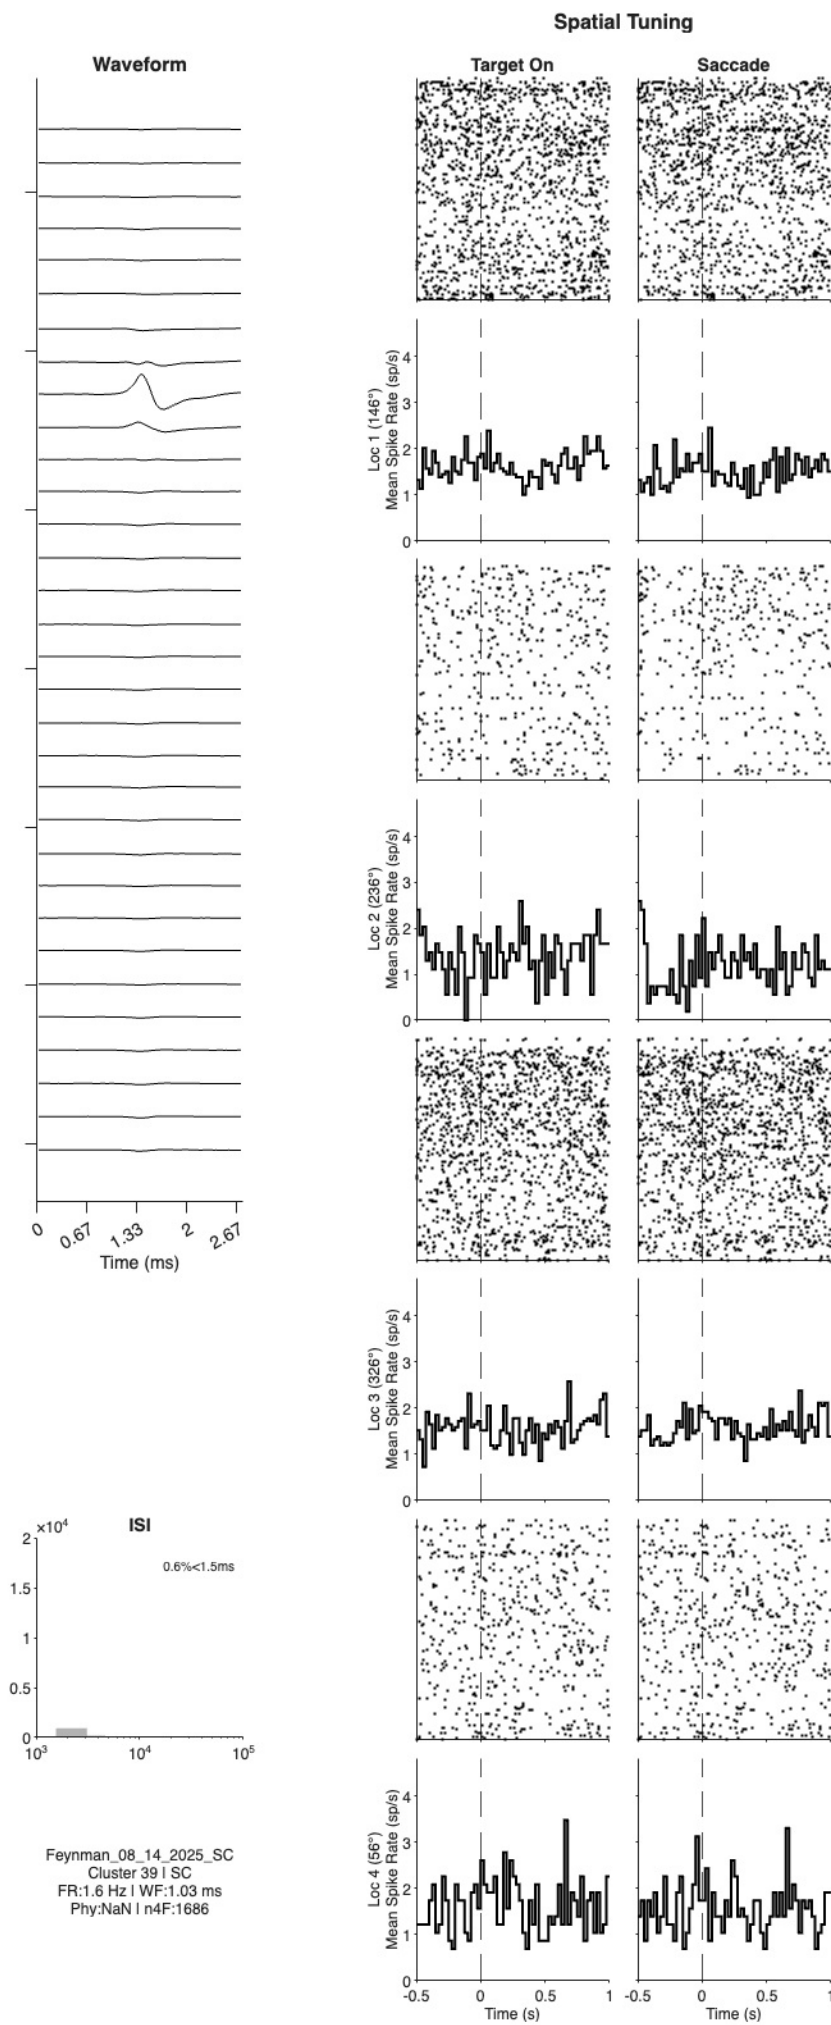 Spatial Tuning
Waveform
Target On
Saccade
Loc 1 (146°)
Mean Spike Rate (sp/s)
4
3
2
1
0
Loc 2 (236°)
Mean Spike Rate (sp/s)
4
3
2
1
0
0
0.67
1.33
2
2.67
Time (ms)
Loc 3 (326°)
Mean Spike Rate (sp/s)
4
3
2
1
0
ISI
×10⁴
0.6%<1.5ms
2
1.5
1
0.5
0
10³
10⁴
10⁵
Loc 4 (56°)
Mean Spike Rate (sp/s)
4
3
2
1
0
Feynman_08_14_2025_SC
Cluster 39 | SC
FR:1.6 Hz | WF:1.03 ms
Phy:NaN | n4F:1686
-0.5
0
0.5
1
Time (s)
-0.5
0
0.5
1
Time (s)